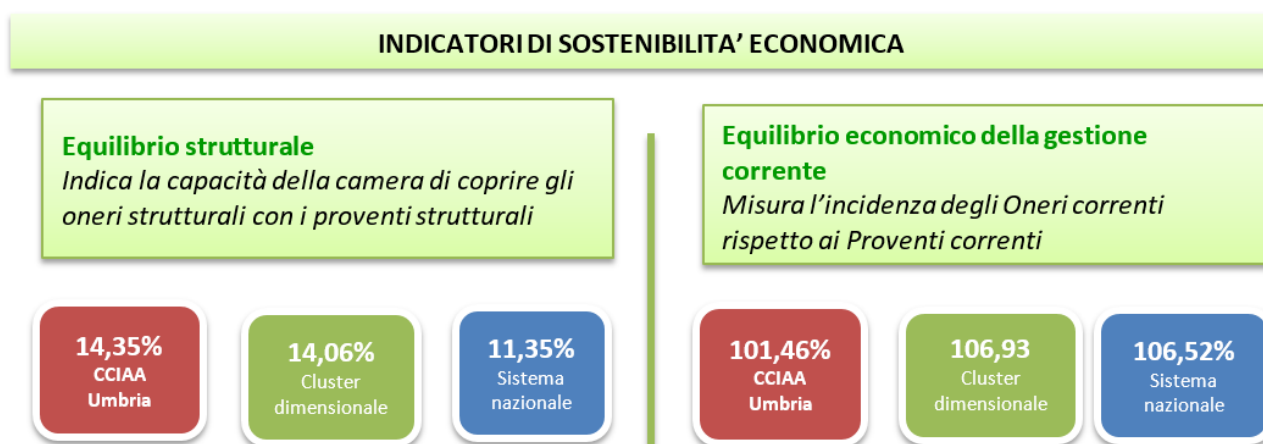 INDICATORI DI SOSTENIBILITA’ ECONOMICA
Equilibrio strutturale
Indica la capacità della camera di coprire gli
oneri strutturali con i proventi strutturali
14,35%
CCIAA
Umbria
14,06%
Cluster
dimensionale
11,35%
Sistema
nazionale
Equilibrio economico della gestione
corrente
Misura l’incidenza degli Oneri correnti
rispetto ai Proventi correnti
101,46%
CCIAA
Umbria
106,93
Cluster
dimensionale
106,52%
Sistema
nazionale